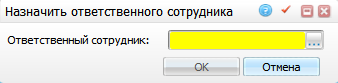 Назначить ответственного сотрудника
Ответственный сотрудник:
...
ОК
Отмена